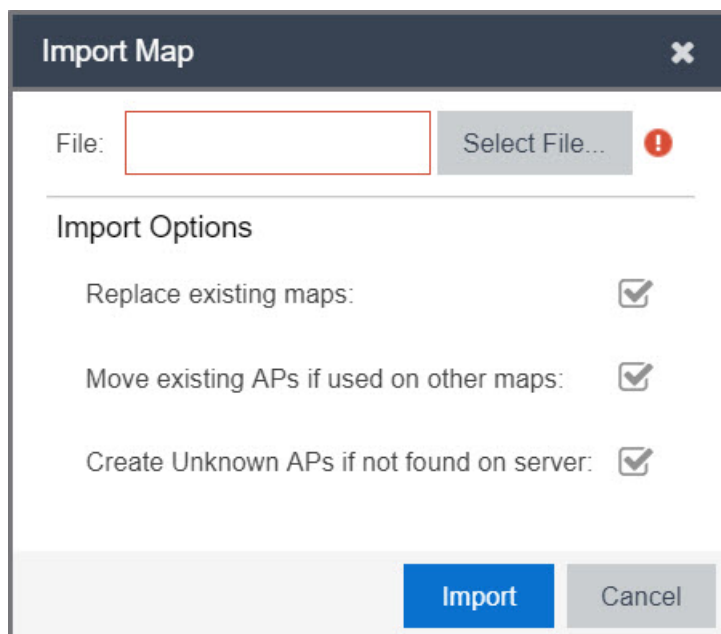 Import Map
File: Select File...
Import Options
Replace existing maps:
Move existing APs if used on other maps:
Create Unknown APs if not found on server:
Import Cancel